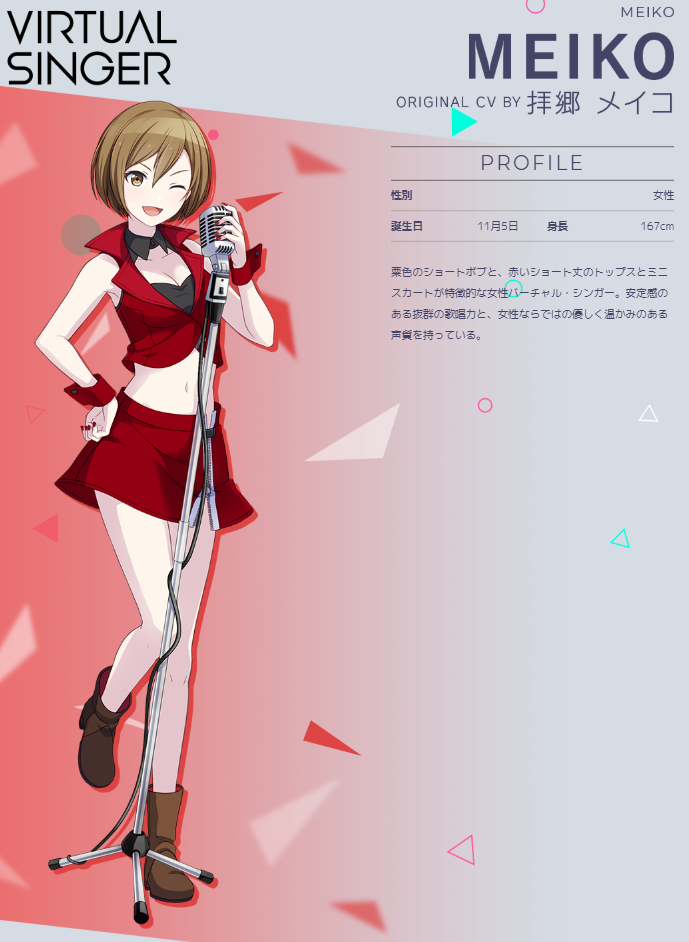 VIRTUAL
SINGER
MEIKO
MEIKO
ORIGINAL CV BY 拝郷 メイコ
PROFILE
性別 女性
誕生日 11月5日 身長 167cm
栗色のショートボブと、赤いショート丈のトップスとミニ
スカートが特徴的な女性バーチャル・シンガー。安定感の
ある抜群の歌唱力と、女性ならではの優しく温かみのある
声質を持っている。